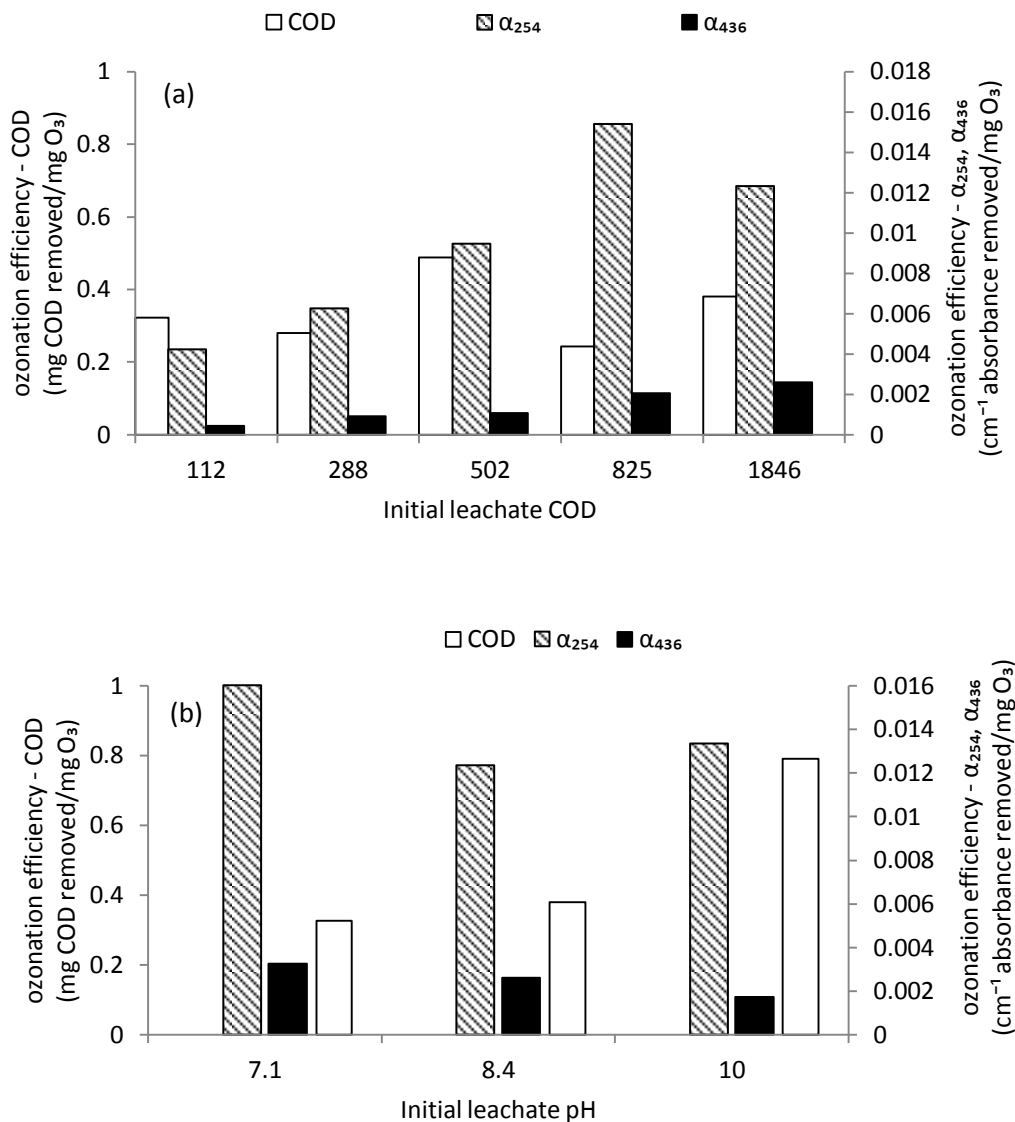 COD α₂₅₄ α₄₃₆
(a)
ozonation efficiency - COD
(mg COD removed/mg O₃)
1
0.8
0.6
0.4
0.2
0
0.018
0.016
0.014
0.012
0.01
0.008
0.006
0.004
0.002
0
ozonation efficiency - α₂₅₄, α₄₃₆
(cm⁻¹ absorbance removed/mg O₃)
112 288 502 825 1846
Initial leachate COD
COD α₂₅₄ α₄₃₆
(b)
ozonation efficiency - COD
(mg COD removed/mg O₃)
1
0.8
0.6
0.4
0.2
0
0.016
0.014
0.012
0.01
0.008
0.006
0.004
0.002
0
ozonation efficiency - α₂₅₄, α₄₃₆
(cm⁻¹ absorbance removed/mg O₃)
7.1 8.4 10
Initial leachate pH